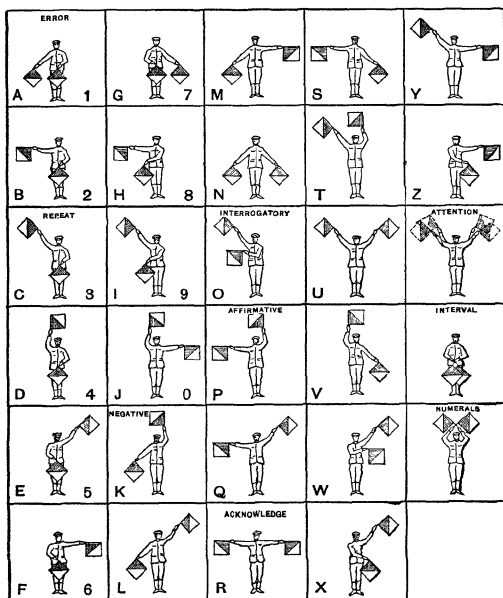 ERROR
A 1 G 7 M S Y
B 2 H 8 N T Z
REPEAT INTERROGATORY ATTENTION
C 3 I 9 O U
AFFIRMATIVE INTERVAL
D 4 J 0 P V
NEGATIVE NUMERALS
E 5 K Q W
ACKNOWLEDGE
F 6 L R X